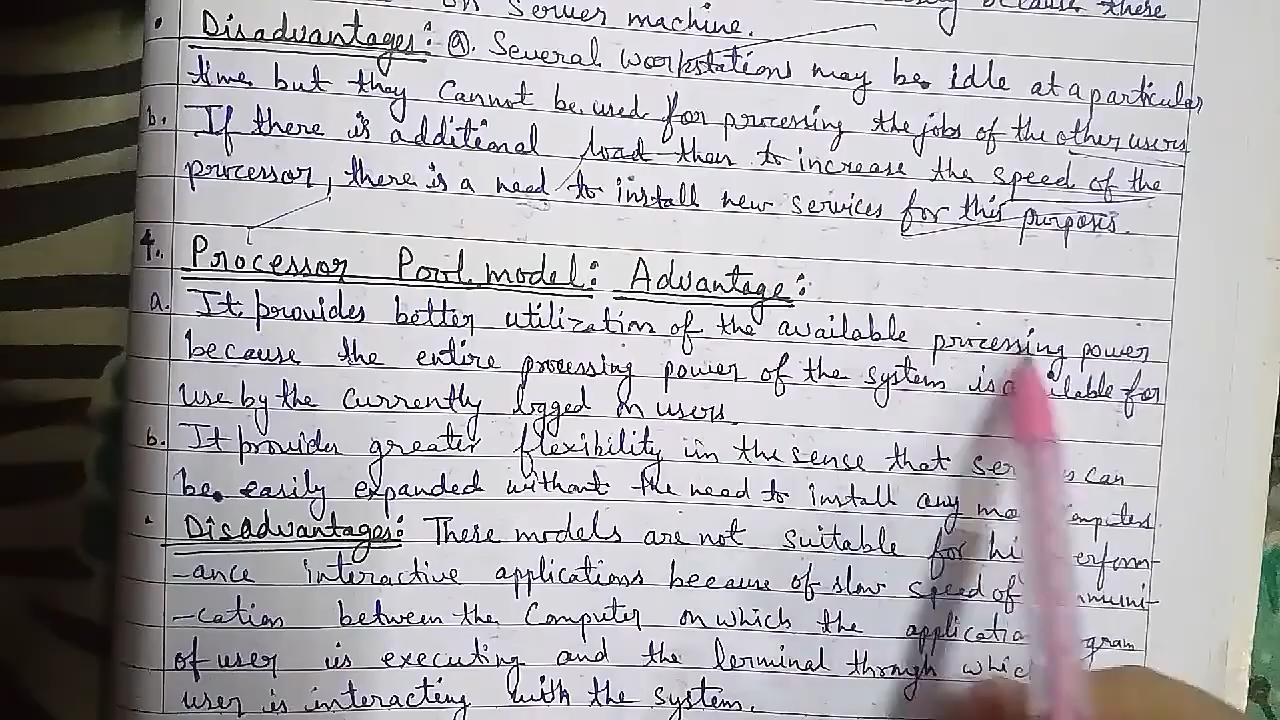 on Server machine. because there
• Disadvantages: a. Several workstations may be idle at a particular
time but they Cannot be used for processing the jobs of the other users
b. If there is additional load then to increase the speed of the
processor, there is a need to install new services for this purposes.
4. Processor Pool model: Advantage:
a. It provides better utilization of the available processing power
because the entire processing power of the system is for
use by the currently logged in users.
b. It provides greater flexibility in the sense that can
be easily expanded without the need to install any computers.
• Disadvantages: These models are not suitable for
-ance interactive applications because of slow speed of
-cation between the Computer on which the
of user is executing and the terminal through
user is interacting with the system.